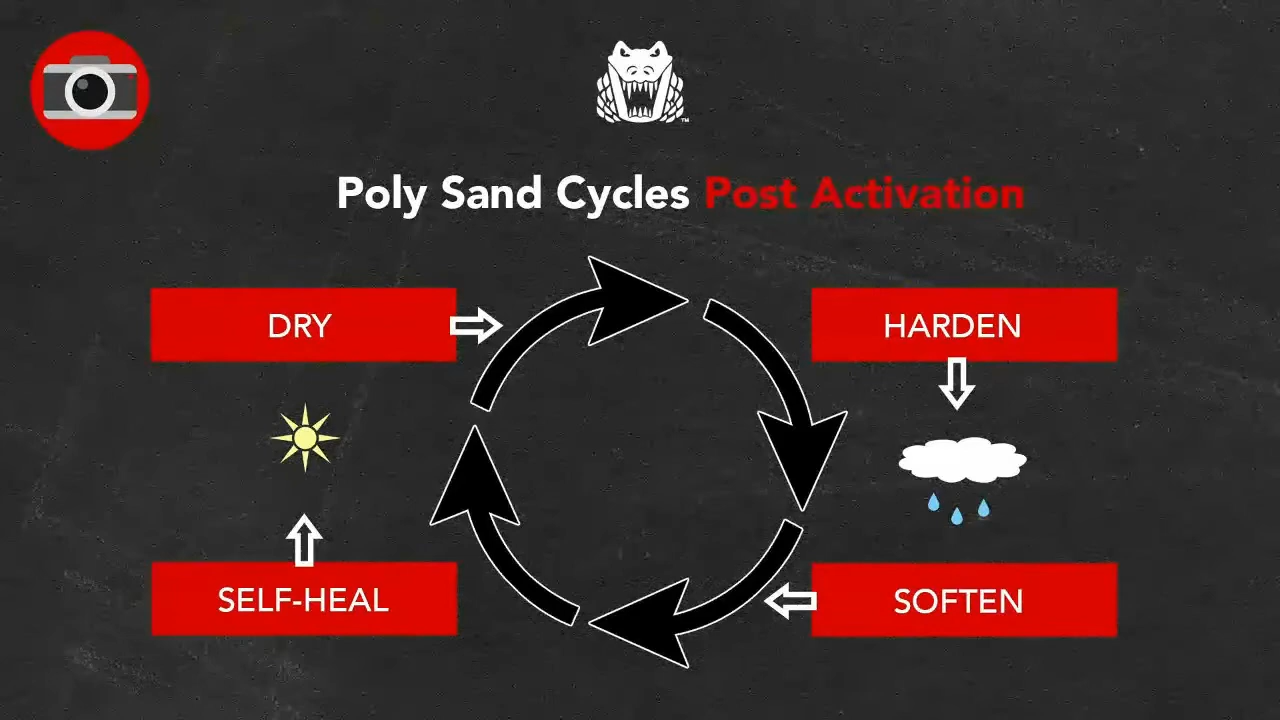 Poly Sand Cycles Post Activation
DRY
HARDEN
SELF-HEAL
SOFTEN